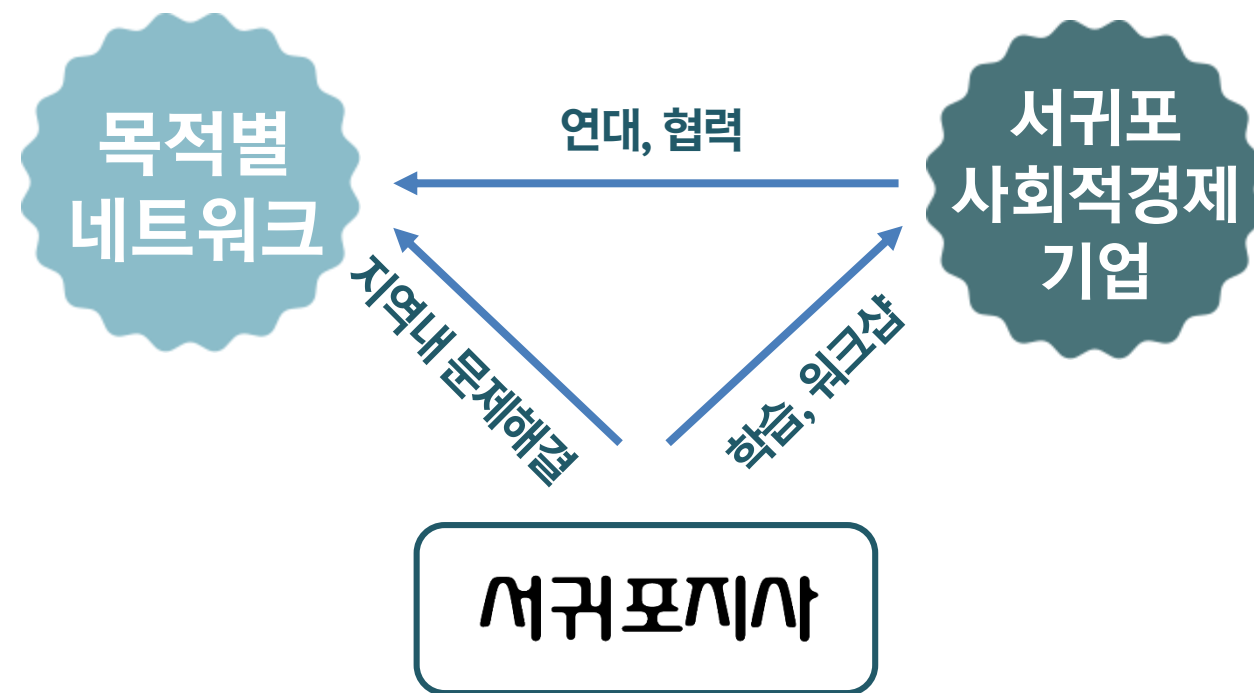 목적별
네트워크
연대, 협력
서귀포
사회적경제
기업
지역내 문제해결
학습, 워크샵
서귀포지사